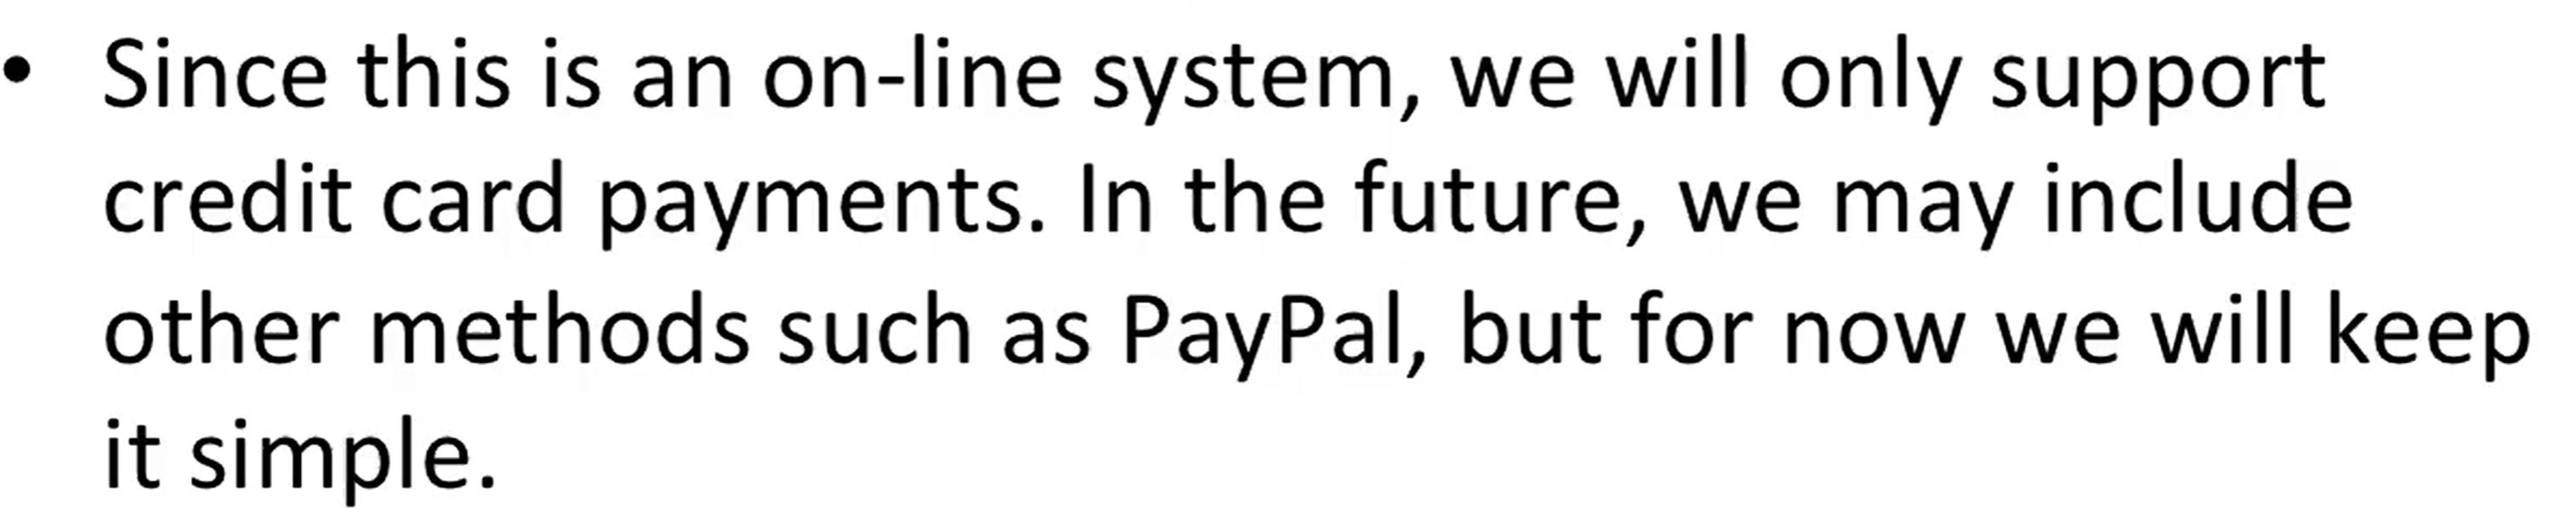 • Since this is an on-line system, we will only support
credit card payments. In the future, we may include
other methods such as PayPal, but for now we will keep
it simple.